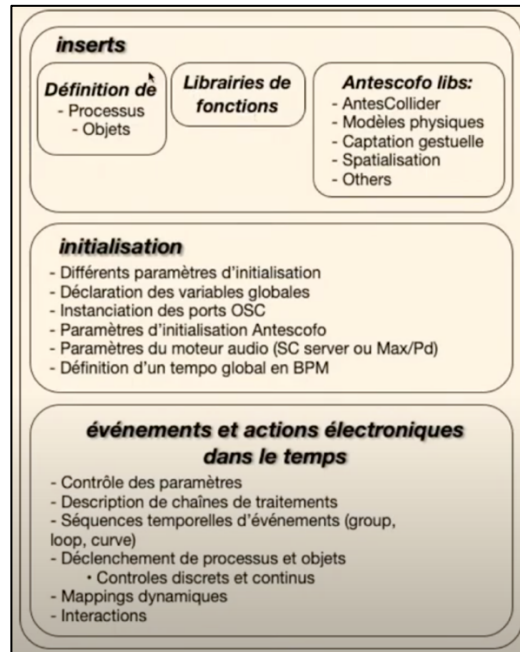 inserts
Définition de
- Processus
- Objets
Librairies de
fonctions
Antescofo libs:
- AntesCollider
- Modèles physiques
- Captation gestuelle
- Spatialisation
- Others
initialisation
- Différents paramètres d'initialisation
- Déclaration des variables globales
- Instanciation des ports OSC
- Paramètres d'initialisation Antescofo
- Paramètres du moteur audio (SC server ou Max/Pd)
- Définition d'un tempo global en BPM
événements et actions électroniques
dans le temps
- Contrôle des paramètres
- Description de chaînes de traitements
- Séquences temporelles d'événements (group,
loop, curve)
- Déclenchement de processus et objets
• Controles discrets et continus
- Mappings dynamiques
- Interactions